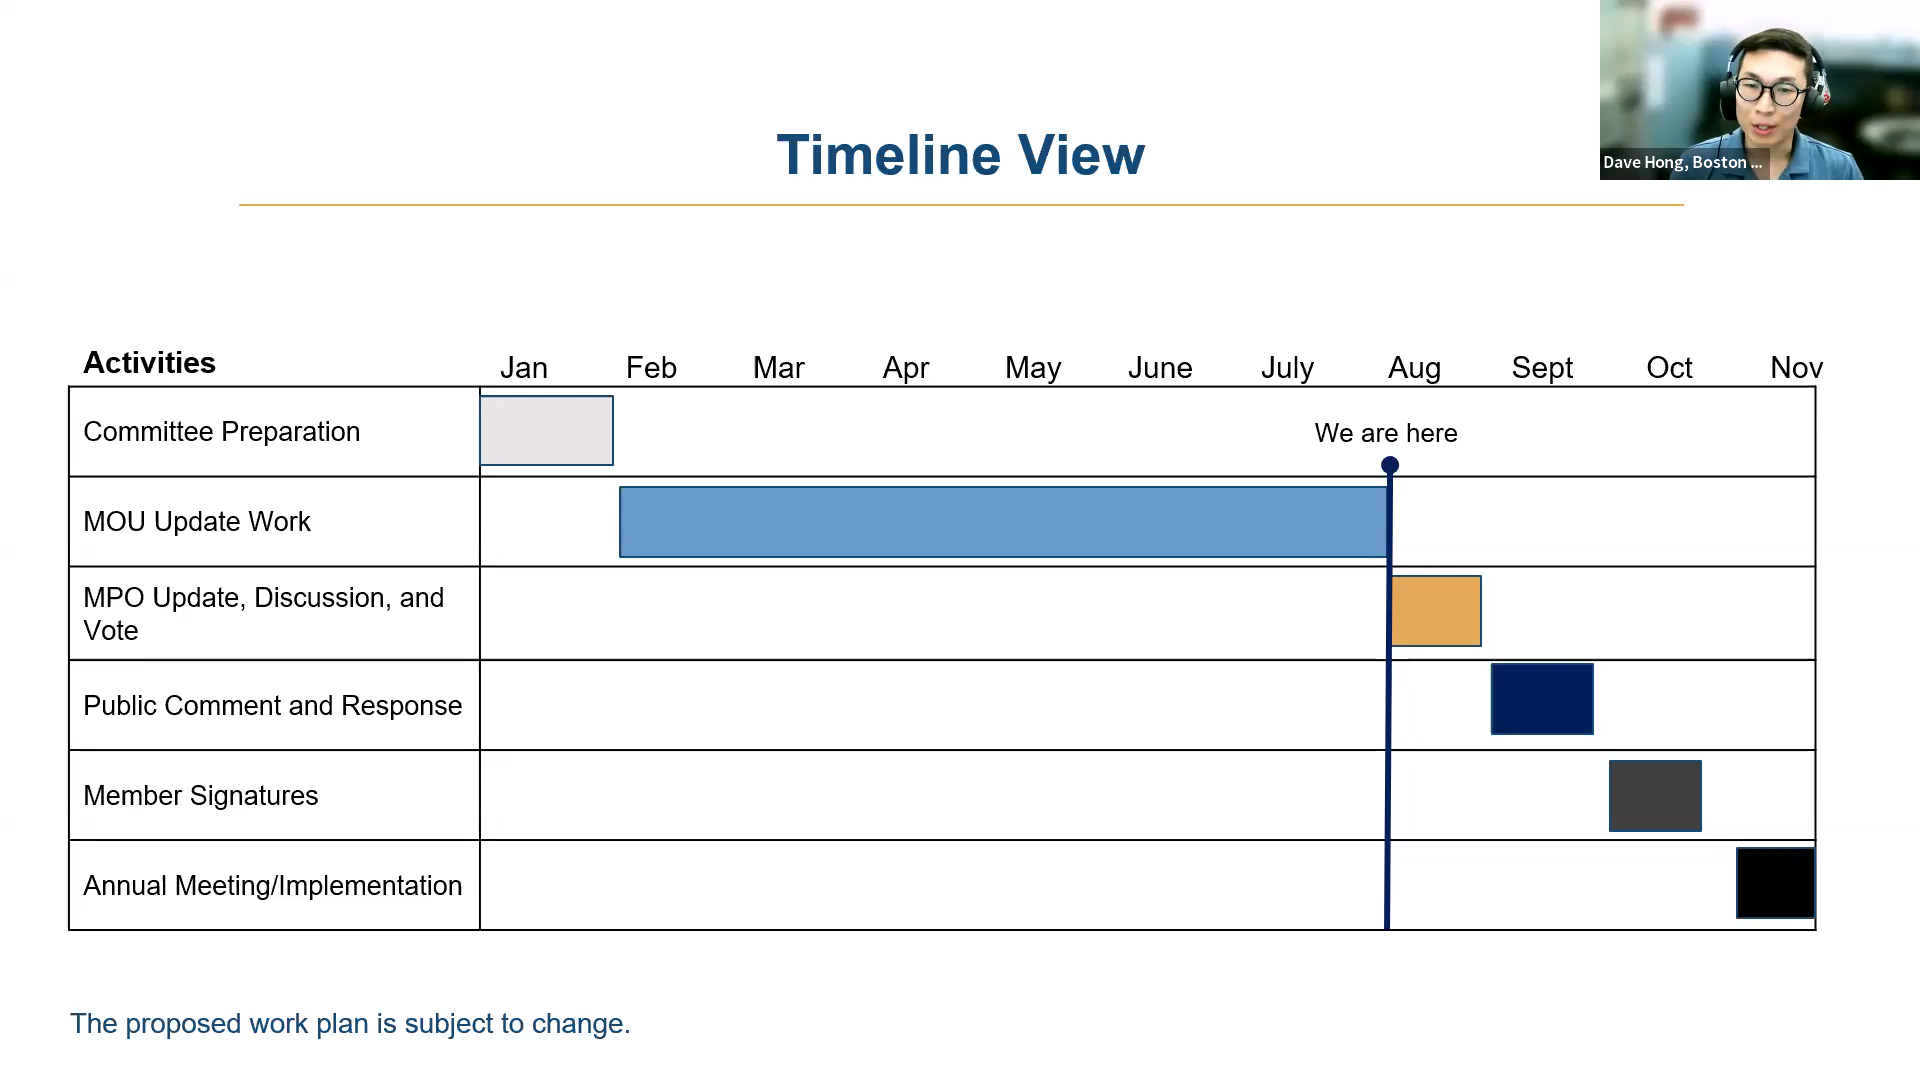 Dave Hong, Boston ...
Timeline View
Activities
Jan Feb Mar Apr May June July Aug Sept Oct Nov
Committee Preparation
We are here
MOU Update Work
MPO Update, Discussion, and
Vote
Public Comment and Response
Member Signatures
Annual Meeting/Implementation
The proposed work plan is subject to change.